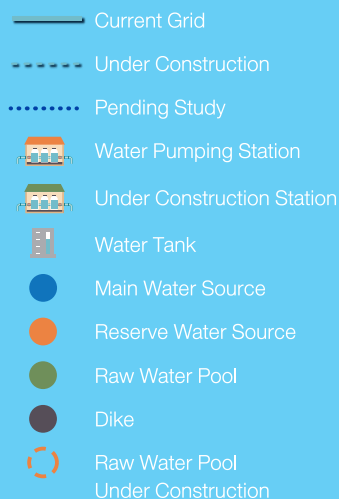 Current Grid
Under Construction
Pending Study
Water Pumping Station
Under Construction Station
Water Tank
Main Water Source
Reserve Water Source
Raw Water Pool
Dike
Raw Water Pool
Under Construction